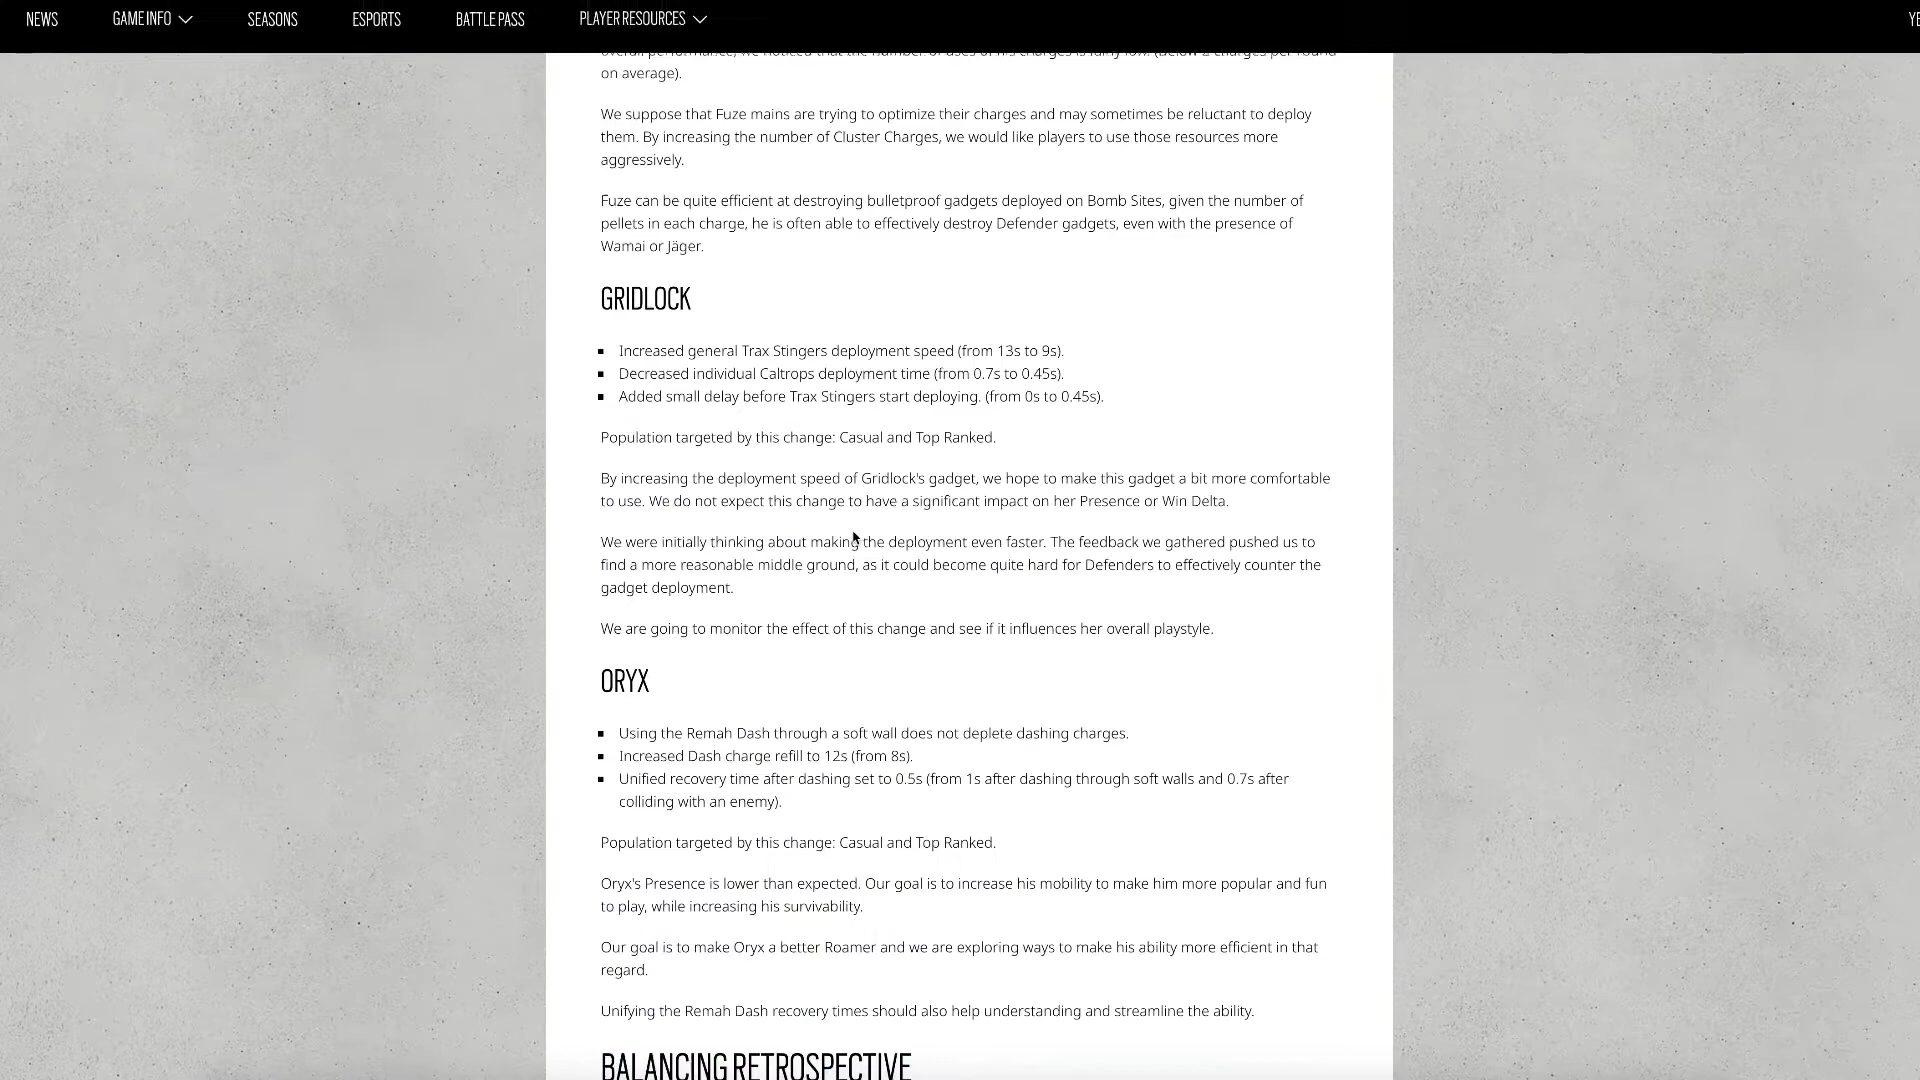 NEWS GAME INFO SEASONS ESPORTS BATTLE PASS PLAYER RESOURCES YE
overall performance, we noticed that the number of uses of his charges is fairly low. (below 2 charges per round
on average).
We suppose that Fuze mains are trying to optimize their charges and may sometimes be reluctant to deploy
them. By increasing the number of Cluster Charges, we would like players to use those resources more
aggressively.
Fuze can be quite efficient at destroying bulletproof gadgets deployed on Bomb Sites, given the number of
pellets in each charge, he is often able to effectively destroy Defender gadgets, even with the presence of
Wamai or Jäger.
GRIDLOCK
▪ Increased general Trax Stingers deployment speed (from 13s to 9s).
▪ Decreased individual Caltrops deployment time (from 0.7s to 0.45s).
▪ Added small delay before Trax Stingers start deploying. (from 0s to 0.45s).
Population targeted by this change: Casual and Top Ranked.
By increasing the deployment speed of Gridlock's gadget, we hope to make this gadget a bit more comfortable
to use. We do not expect this change to have a significant impact on her Presence or Win Delta.
We were initially thinking about making the deployment even faster. The feedback we gathered pushed us to
find a more reasonable middle ground, as it could become quite hard for Defenders to effectively counter the
gadget deployment.
We are going to monitor the effect of this change and see if it influences her overall playstyle.
ORYX
▪ Using the Remah Dash through a soft wall does not deplete dashing charges.
▪ Increased Dash charge refill to 12s (from 8s).
▪ Unified recovery time after dashing set to 0.5s (from 1s after dashing through soft walls and 0.7s after
colliding with an enemy).
Population targeted by this change: Casual and Top Ranked.
Oryx's Presence is lower than expected. Our goal is to increase his mobility to make him more popular and fun
to play, while increasing his survivability.
Our goal is to make Oryx a better Roamer and we are exploring ways to make his ability more efficient in that
regard.
Unifying the Remah Dash recovery times should also help understanding and streamline the ability.
BALANCING RETROSPECTIVE